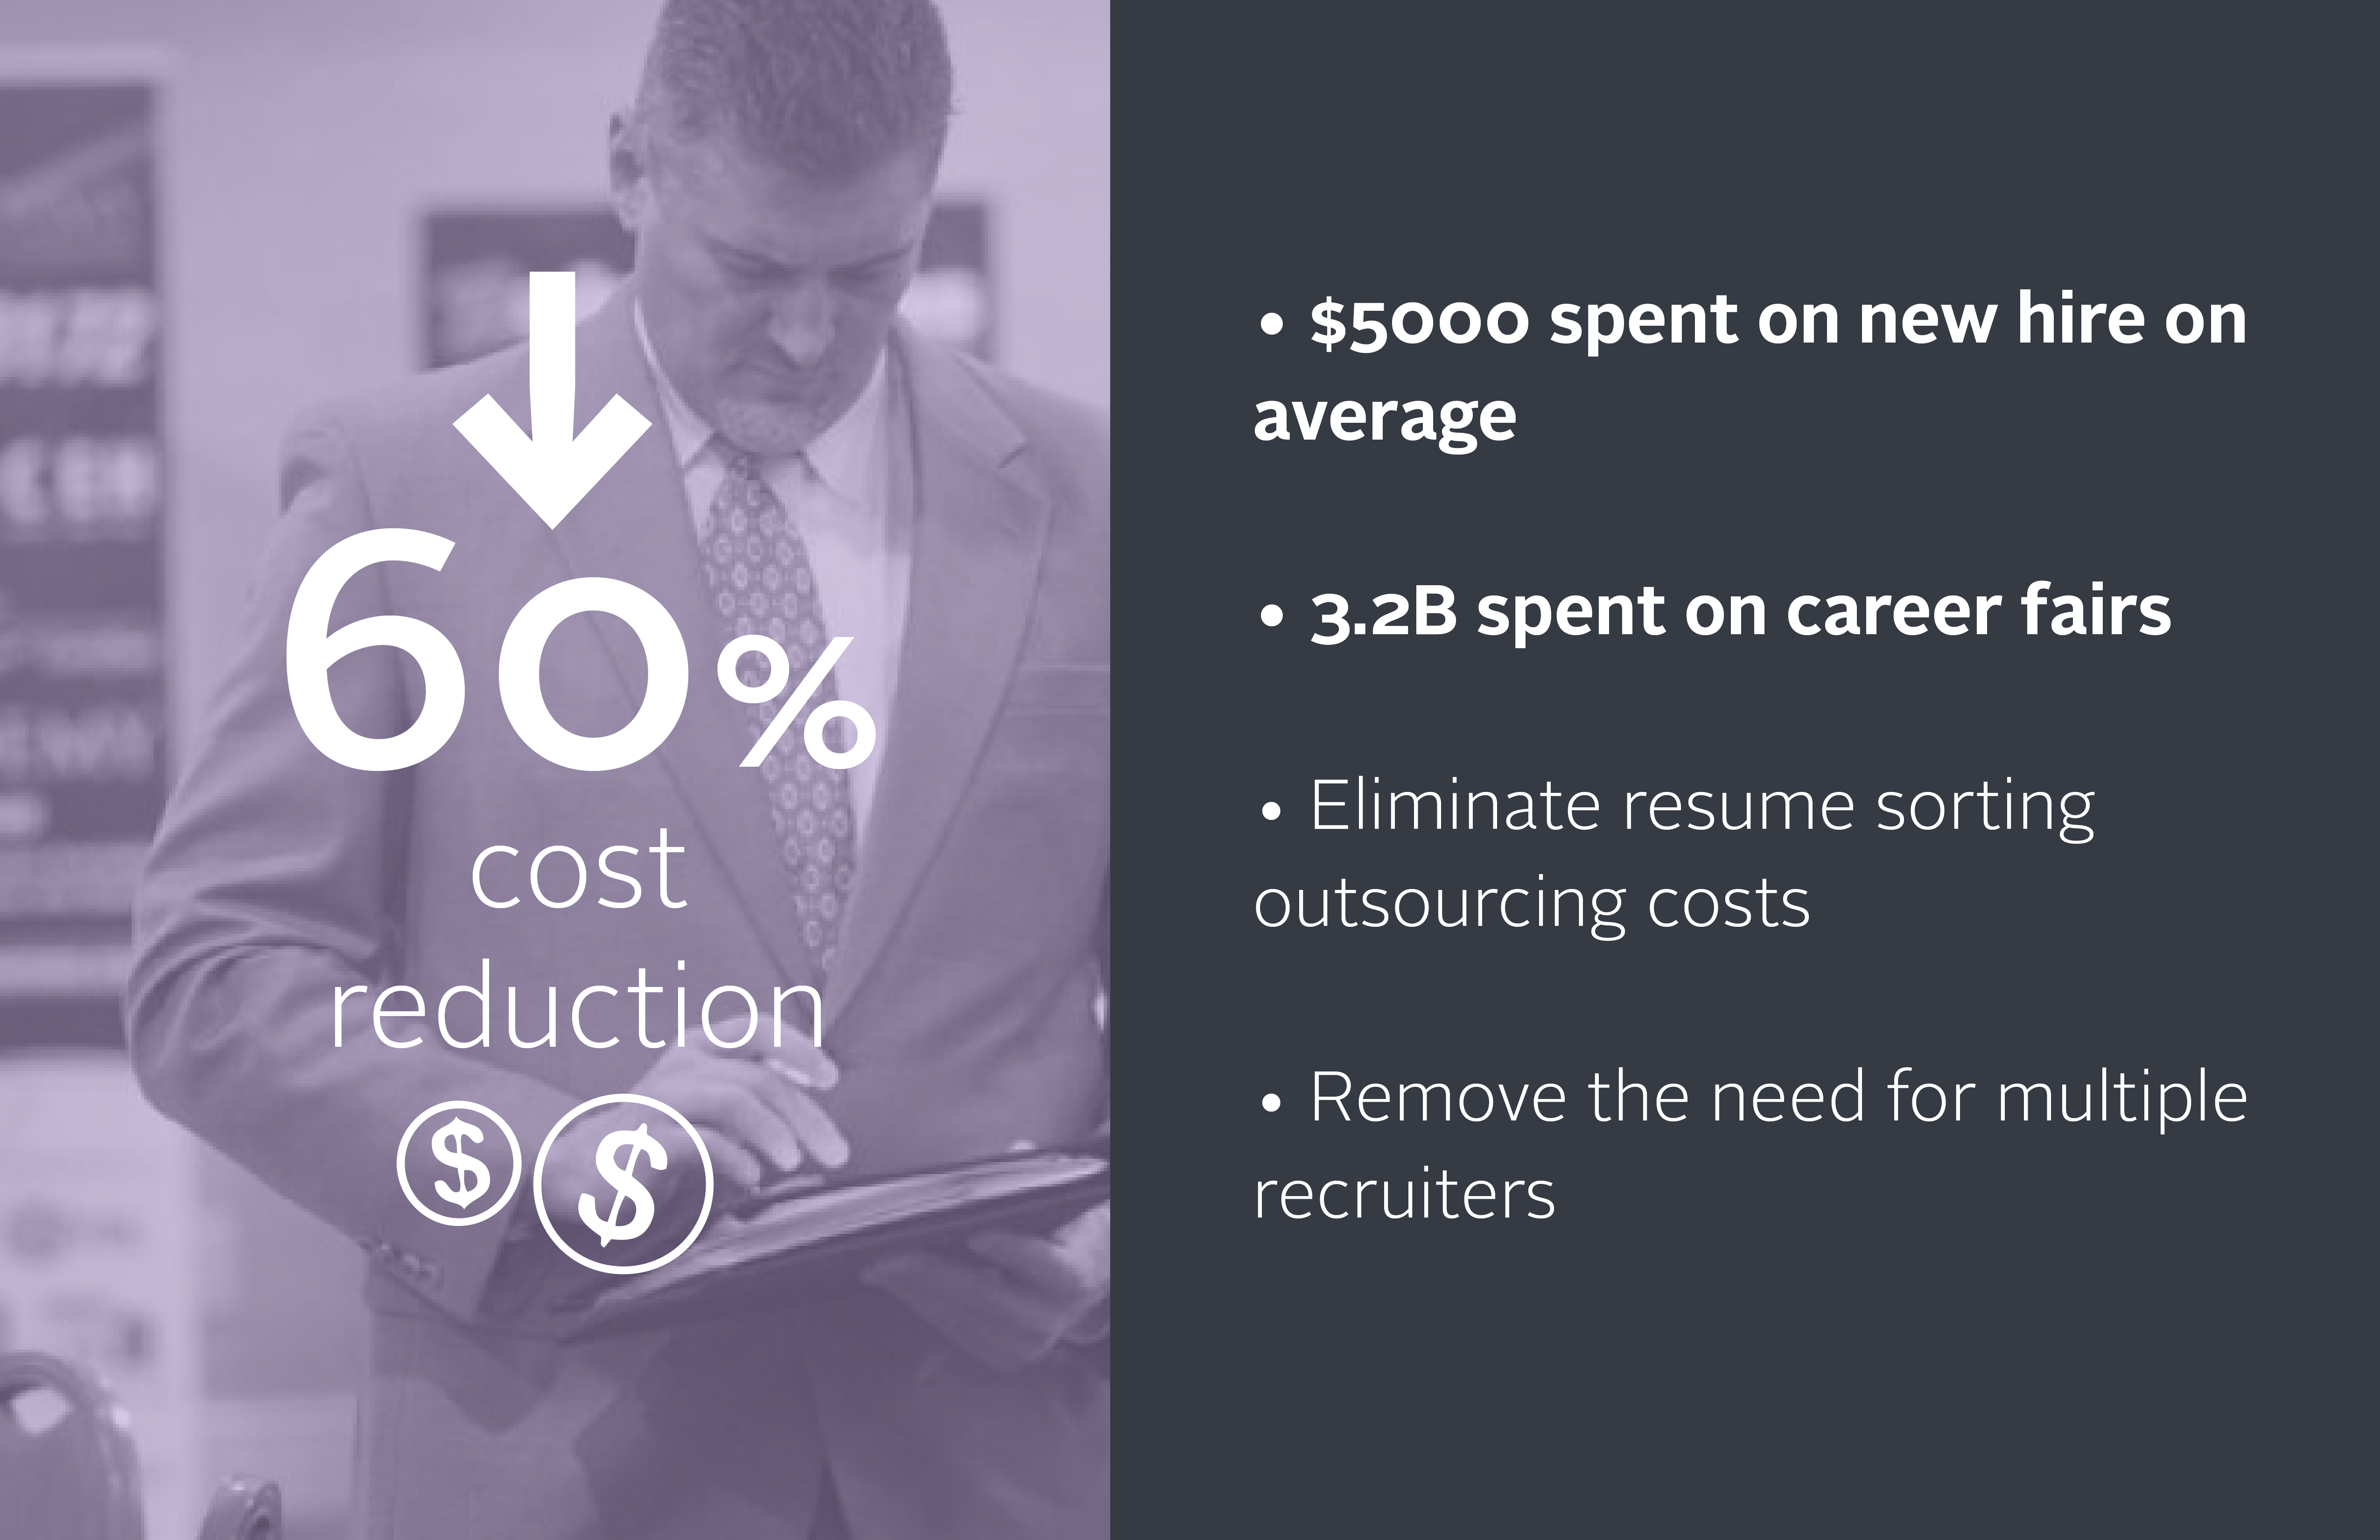 60%
cost
reduction
$ $
• $5000 spent on new hire on
average
• 3.2B spent on career fairs
• Eliminate resume sorting
outsourcing costs
• Remove the need for multiple
recruiters